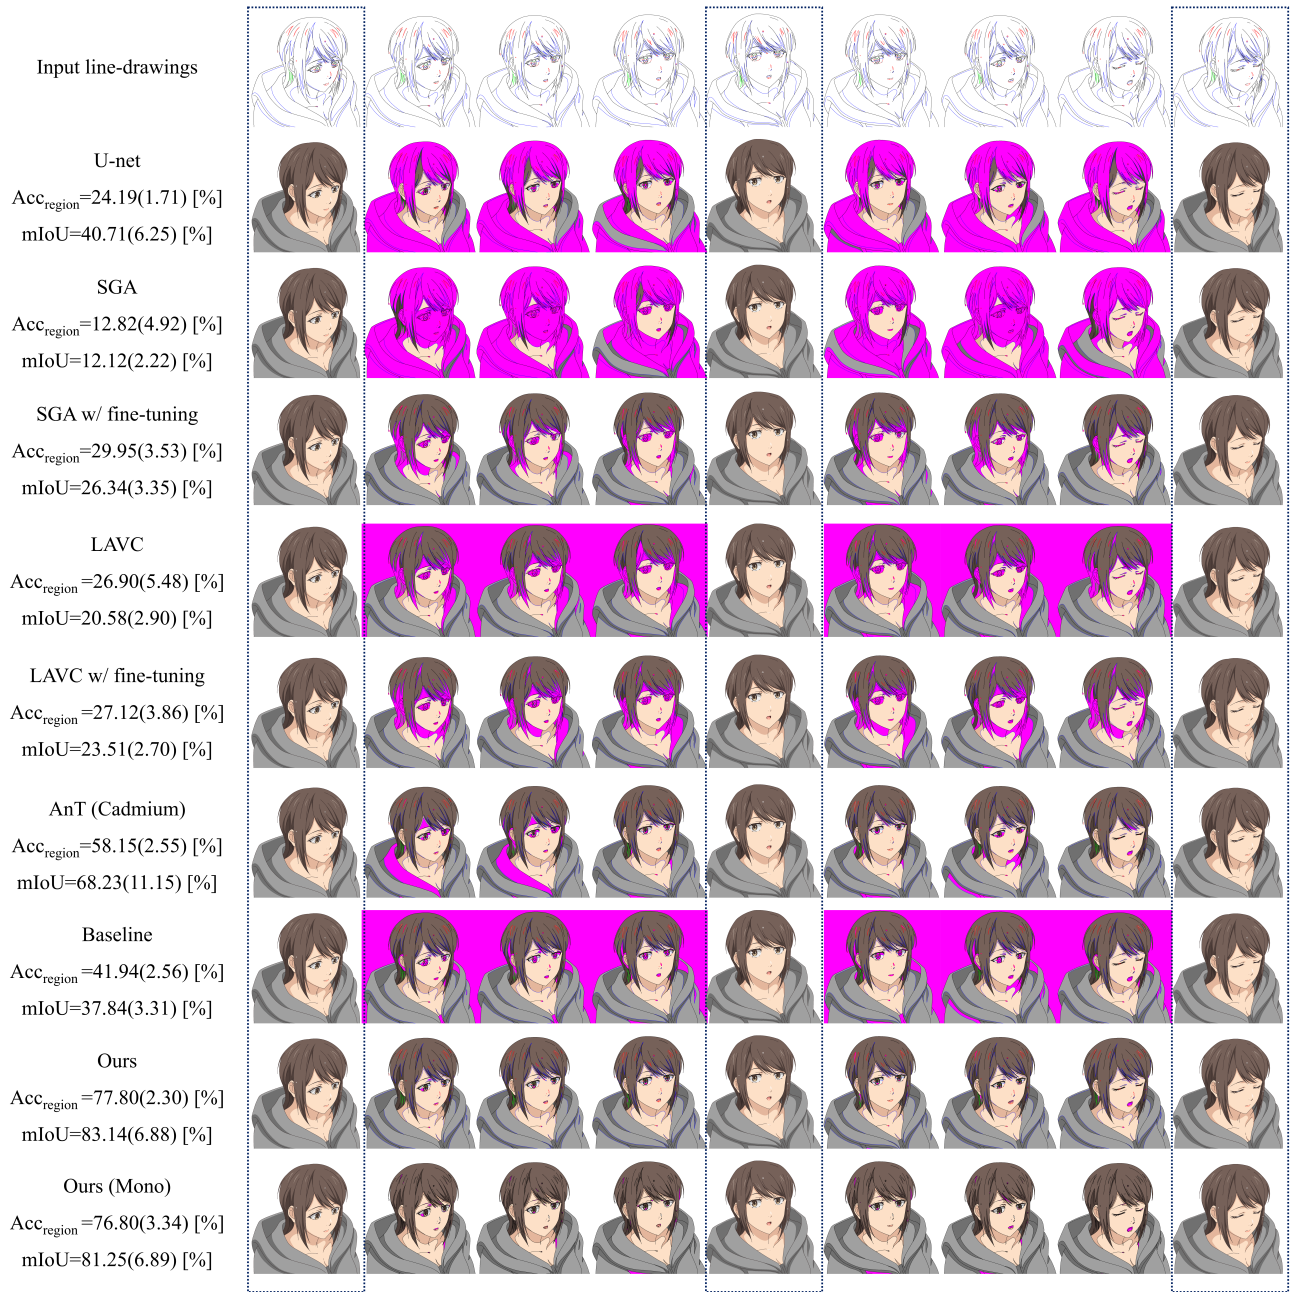 Input line-drawings
U-net
Acc_region=24.19(1.71) [%]
mIoU=40.71(6.25) [%]
SGA
Acc_region=12.82(4.92) [%]
mIoU=12.12(2.22) [%]
SGA w/ fine-tuning
Acc_region=29.95(3.53) [%]
mIoU=26.34(3.35) [%]
LAVC
Acc_region=26.90(5.48) [%]
mIoU=20.58(2.90) [%]
LAVC w/ fine-tuning
Acc_region=27.12(3.86) [%]
mIoU=23.51(2.70) [%]
AnT (Cadmium)
Acc_region=58.15(2.55) [%]
mIoU=68.23(11.15) [%]
Baseline
Acc_region=41.94(2.56) [%]
mIoU=37.84(3.31) [%]
Ours
Acc_region =77.80(2.30) [%]
mIoU=83.14(6.88) [%]
Ours (Mono)
Acc_region=76.80(3.34) [%]
mIoU=81.25(6.89) [%]